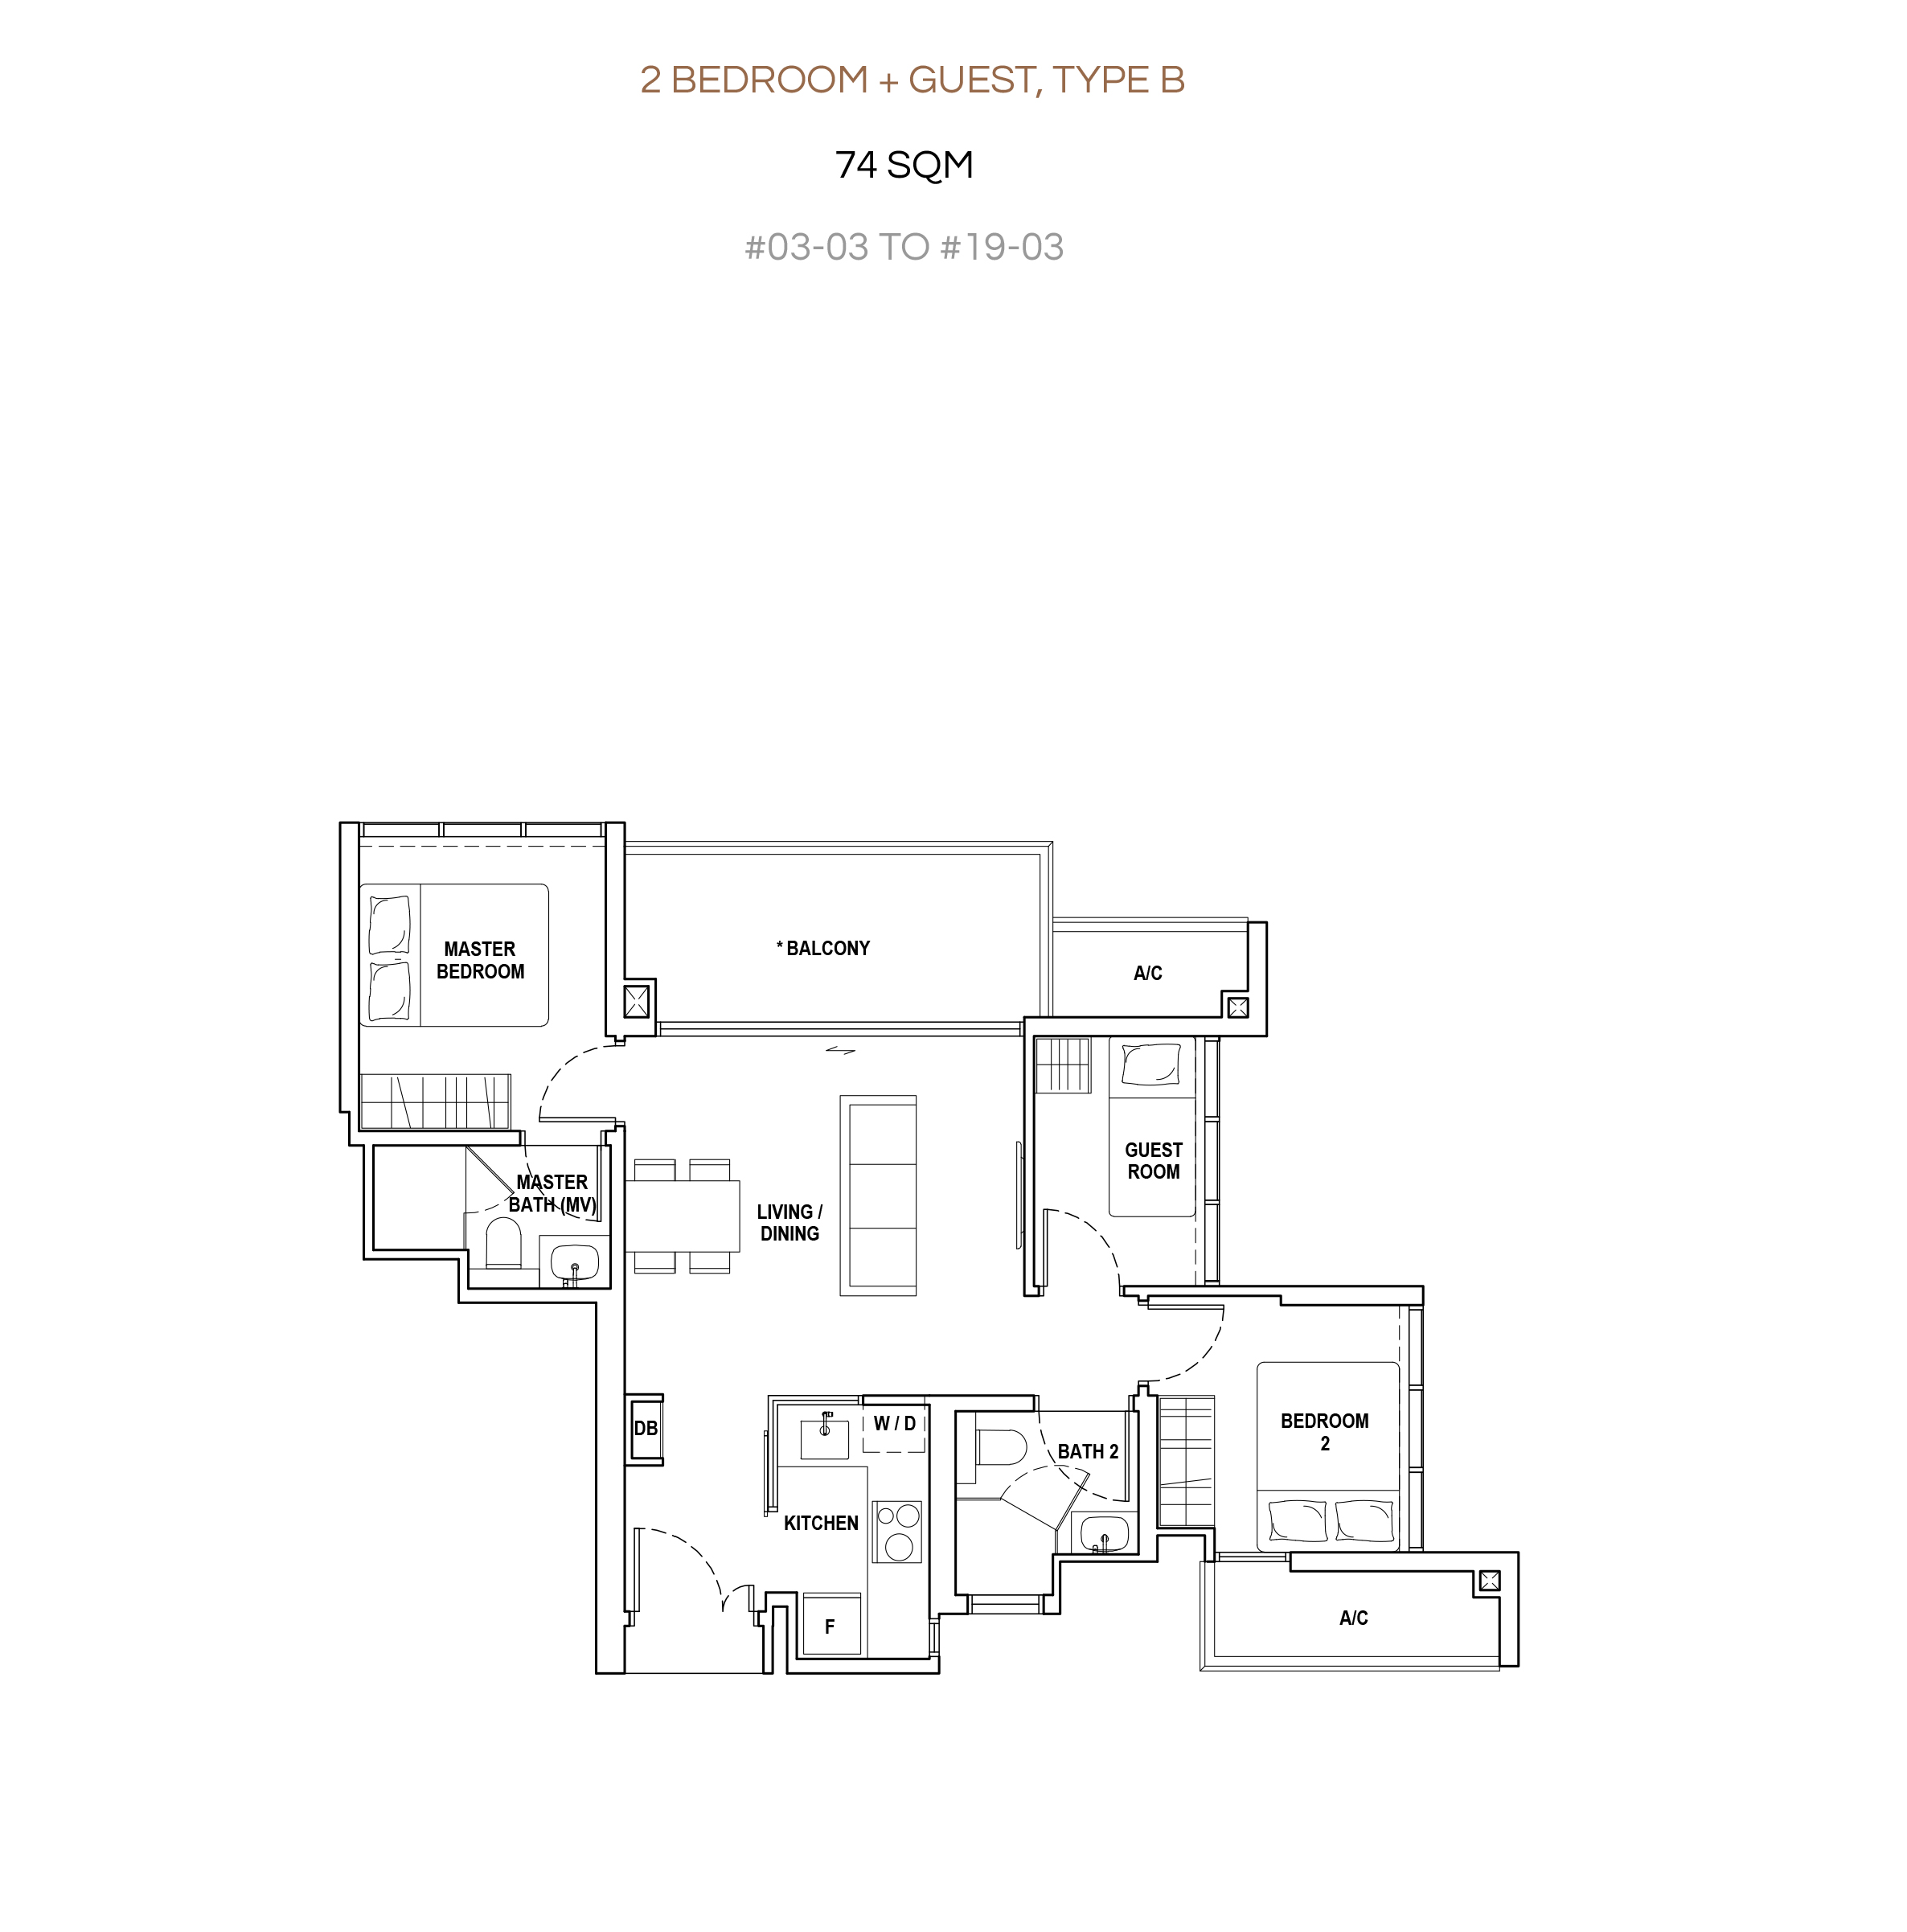 2 BEDROOM + GUEST, TYPE B
74 SQM
#03-03 TO #19-03
MASTER
BEDROOM
* BALCONY
A/C
GUEST
ROOM
MASTER
BATH (MV)
LIVING /
DINING
DB
W / D
BATH 2
BEDROOM
2
KITCHEN
F
A/C